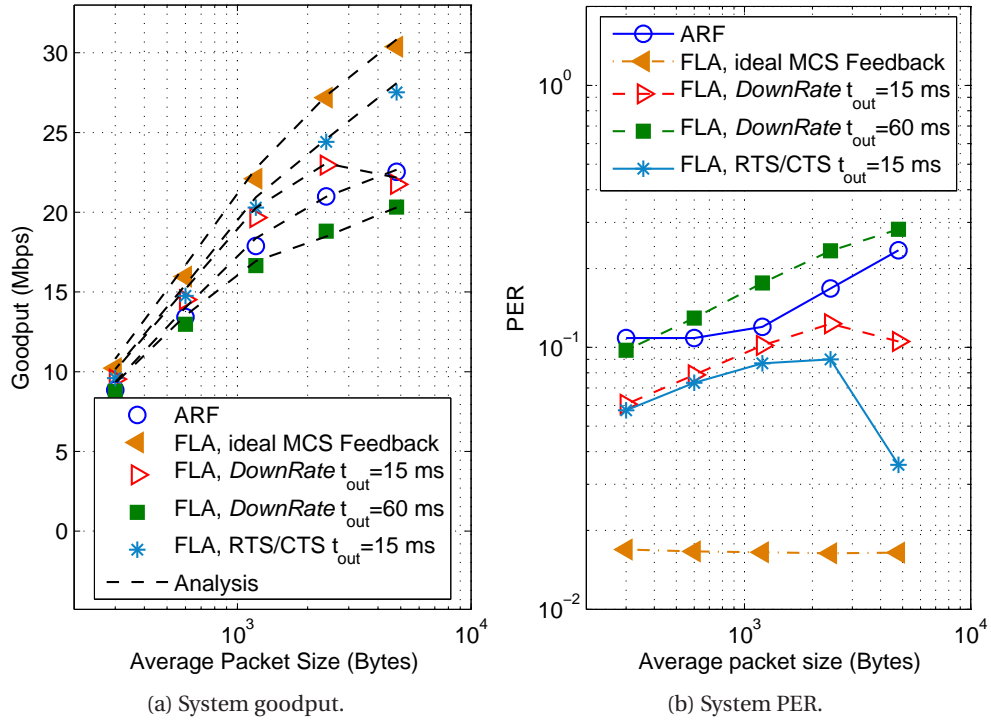 30
25
20
15
10
5
0
Goodput (Mbps)
ARF
FLA, ideal MCS Feedback
FLA, DownRate t_out=15 ms
FLA, DownRate t_out=60 ms
FLA, RTS/CTS t_out=15 ms
Analysis
10^3
10^4
Average Packet Size (Bytes)
(a) System goodput.
ARF
FLA, ideal MCS Feedback
FLA, DownRate t_out=15 ms
FLA, DownRate t_out=60 ms
FLA, RTS/CTS t_out=15 ms
10^0
10^-1
10^-2
PER
10^3
10^4
Average packet size (Bytes)
(b) System PER.